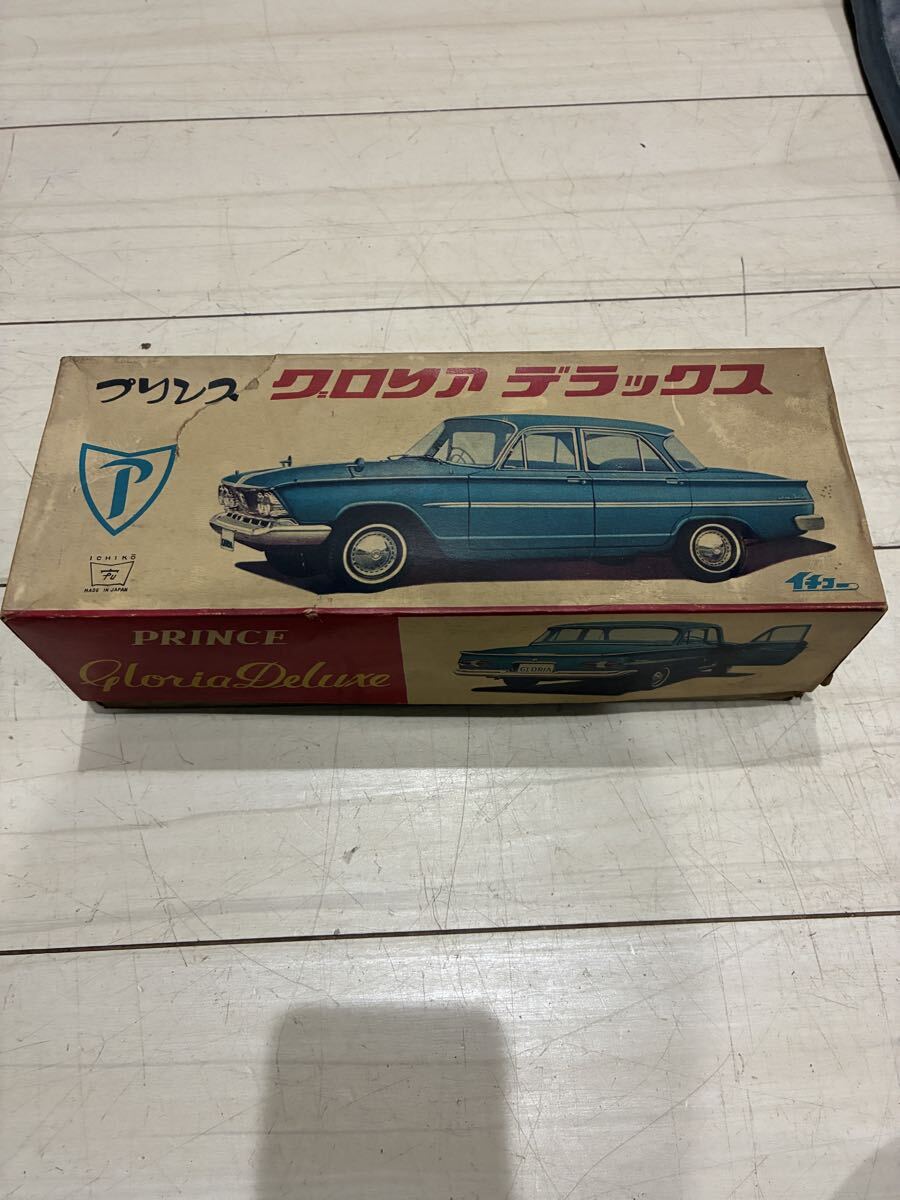 プリンス グロリア デラックス
P
ICHIKO
MADE IN JAPAN
イチコー
PRINCE
Gloria Deluxe
GLORIA